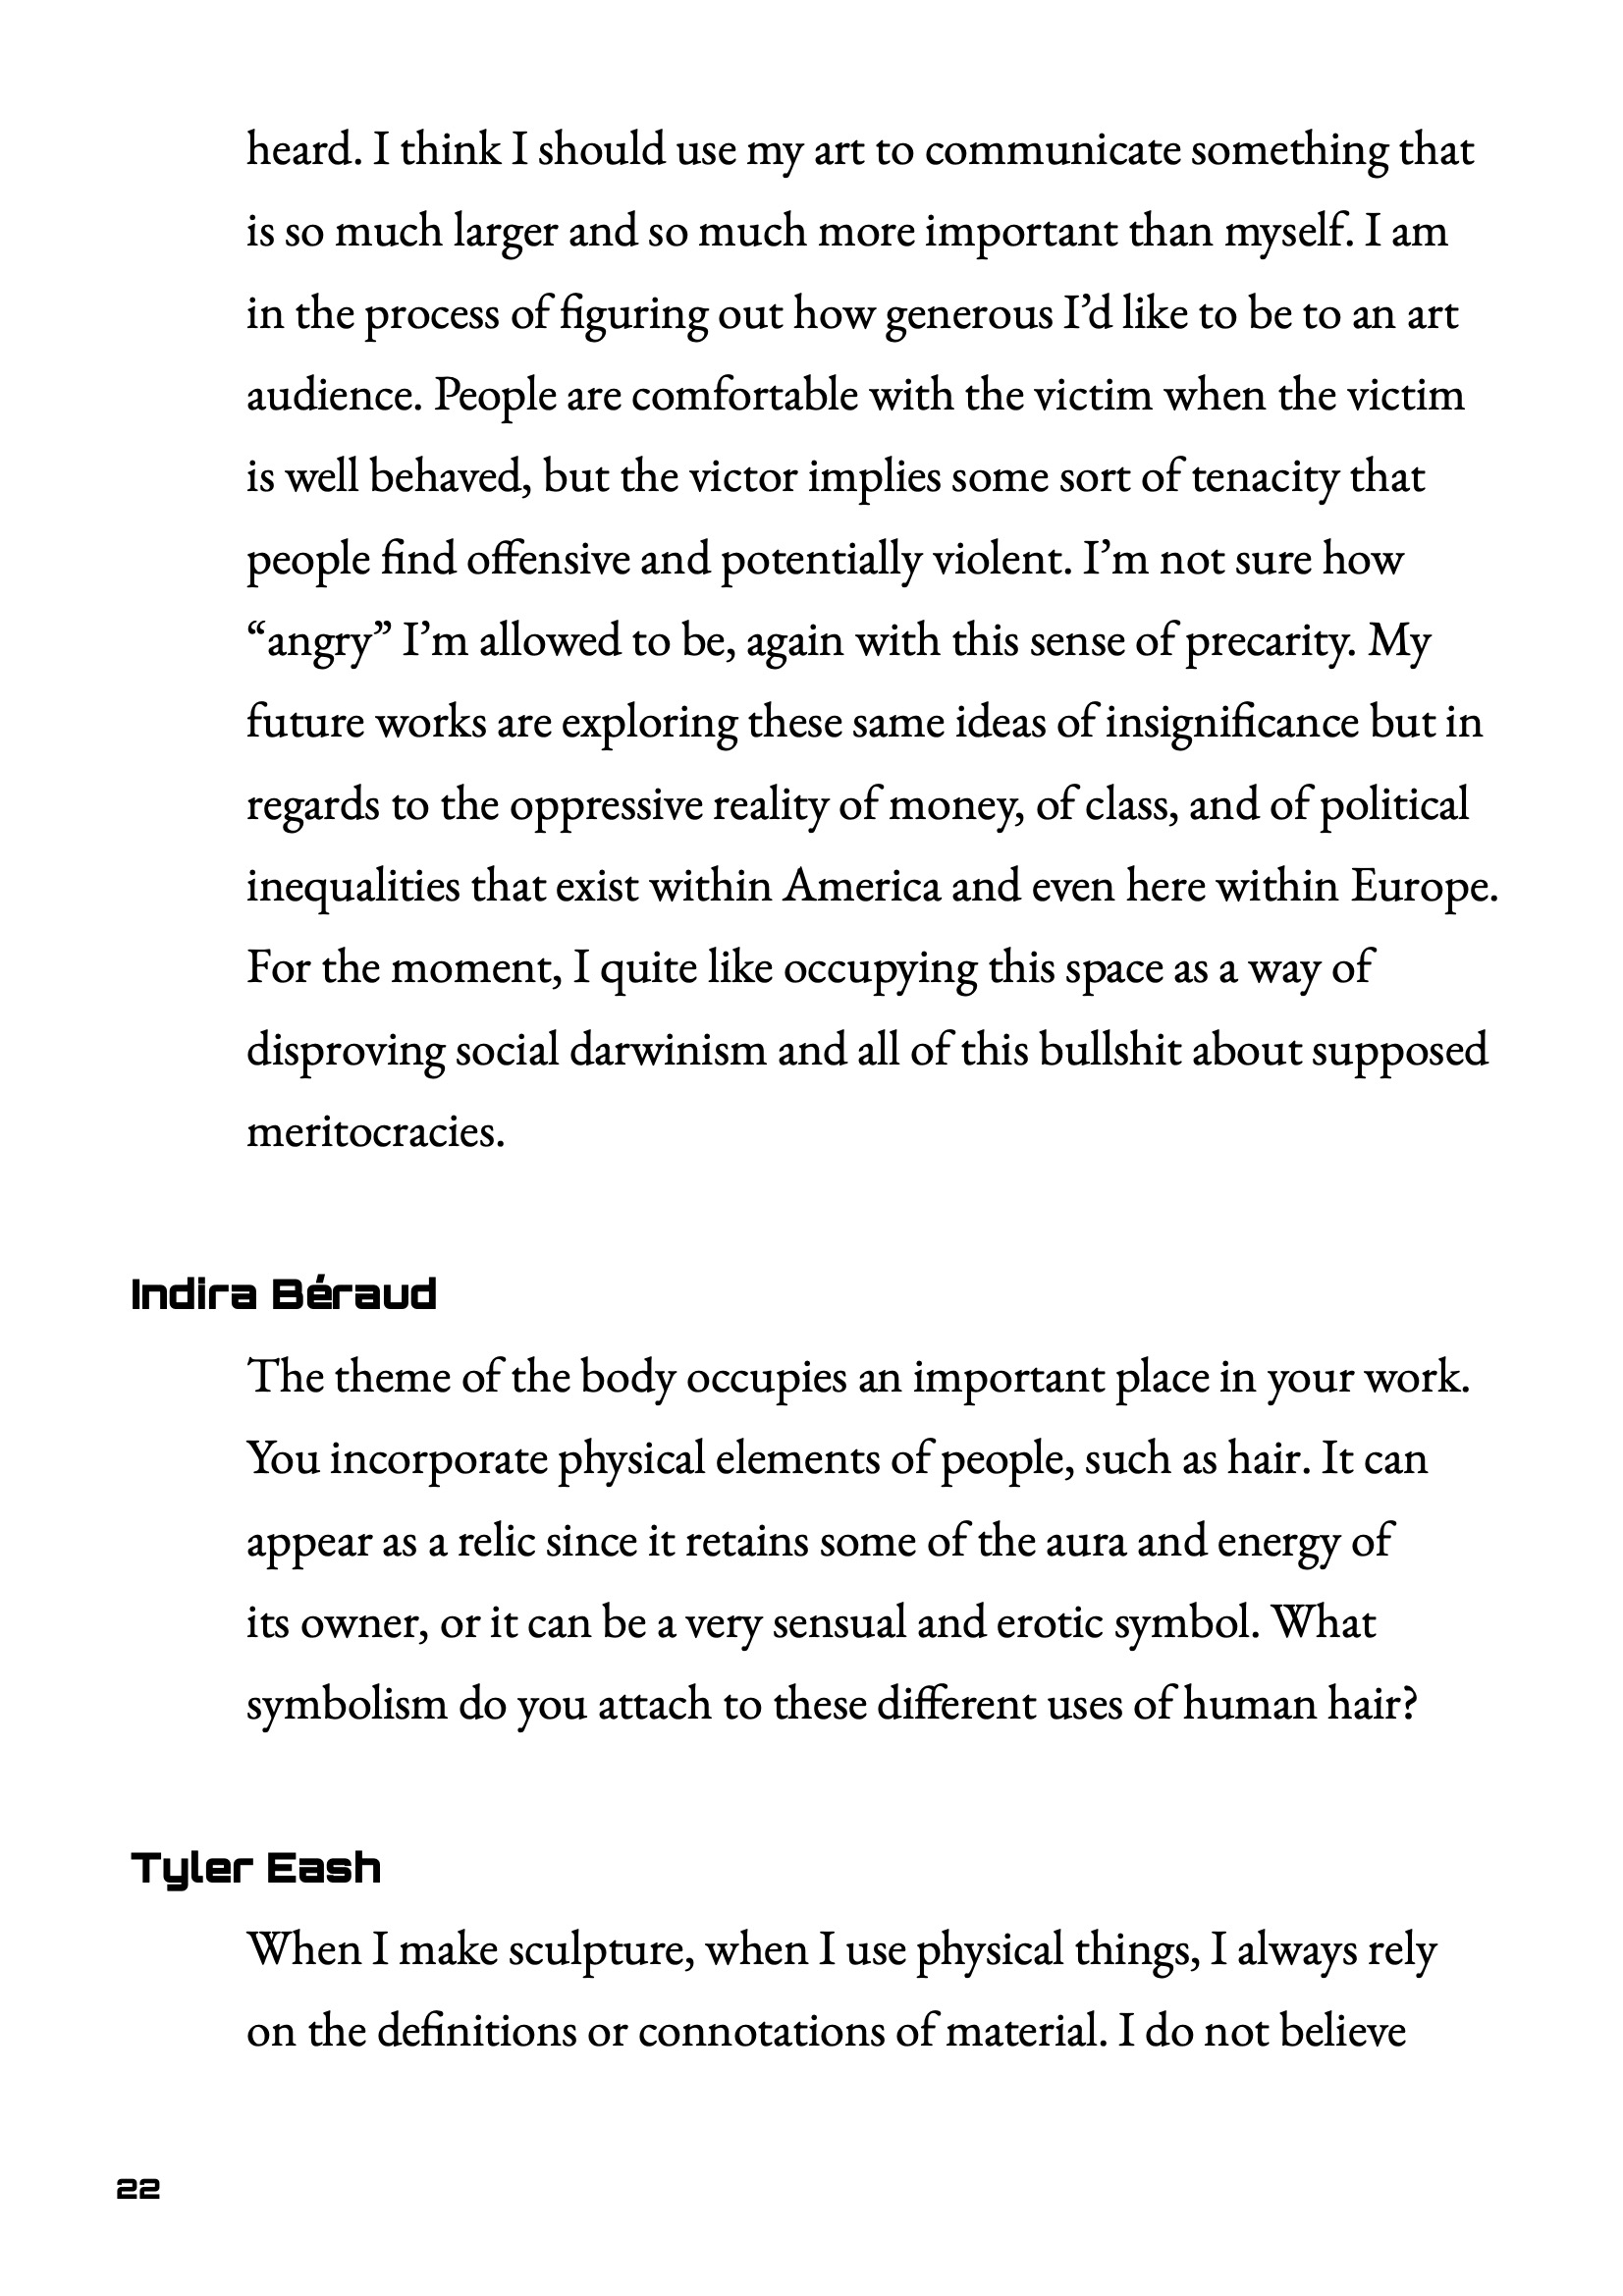 heard. I think I should use my art to communicate something that
is so much larger and so much more important than myself. I am
in the process of figuring out how generous I’d like to be to an art
audience. People are comfortable with the victim when the victim
is well behaved, but the victor implies some sort of tenacity that
people find offensive and potentially violent. I’m not sure how
“angry” I’m allowed to be, again with this sense of precarity. My
future works are exploring these same ideas of insignificance but in
regards to the oppressive reality of money, of class, and of political
inequalities that exist within America and even here within Europe.
For the moment, I quite like occupying this space as a way of
disproving social darwinism and all of this bullshit about supposed
meritocracies.
Indira Béraud
The theme of the body occupies an important place in your work.
You incorporate physical elements of people, such as hair. It can
appear as a relic since it retains some of the aura and energy of
its owner, or it can be a very sensual and erotic symbol. What
symbolism do you attach to these different uses of human hair?
Tyler Eash
When I make sculpture, when I use physical things, I always rely
on the definitions or connotations of material. I do not believe
22